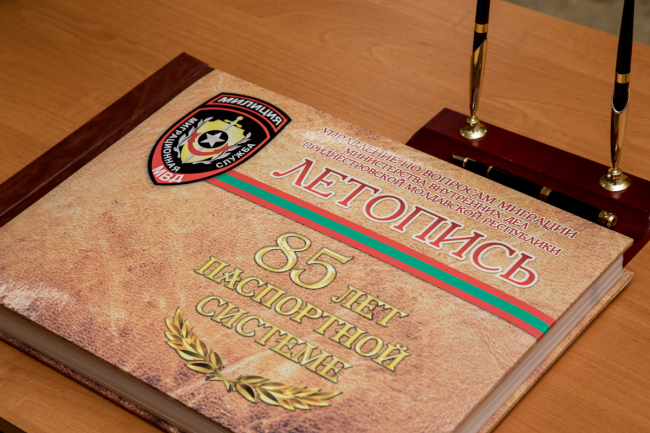 МИЛИЦИЯ
МИГРАЦИОННАЯ
СЛУЖБА
МВД
УПРАВЛЕНИЕ ПО ВОПРОСАМ МИГРАЦИИ
МИНИСТЕРСТВА ВНУТРЕННИХ ДЕЛ
ПРИДНЕСТРОВСКОЙ МОЛДАВСКОЙ РЕСПУБЛИКИ
ЛЕТОПИСЬ
85 ЛЕТ
ПАСПОРТНОЙ
СИСТЕМЕ